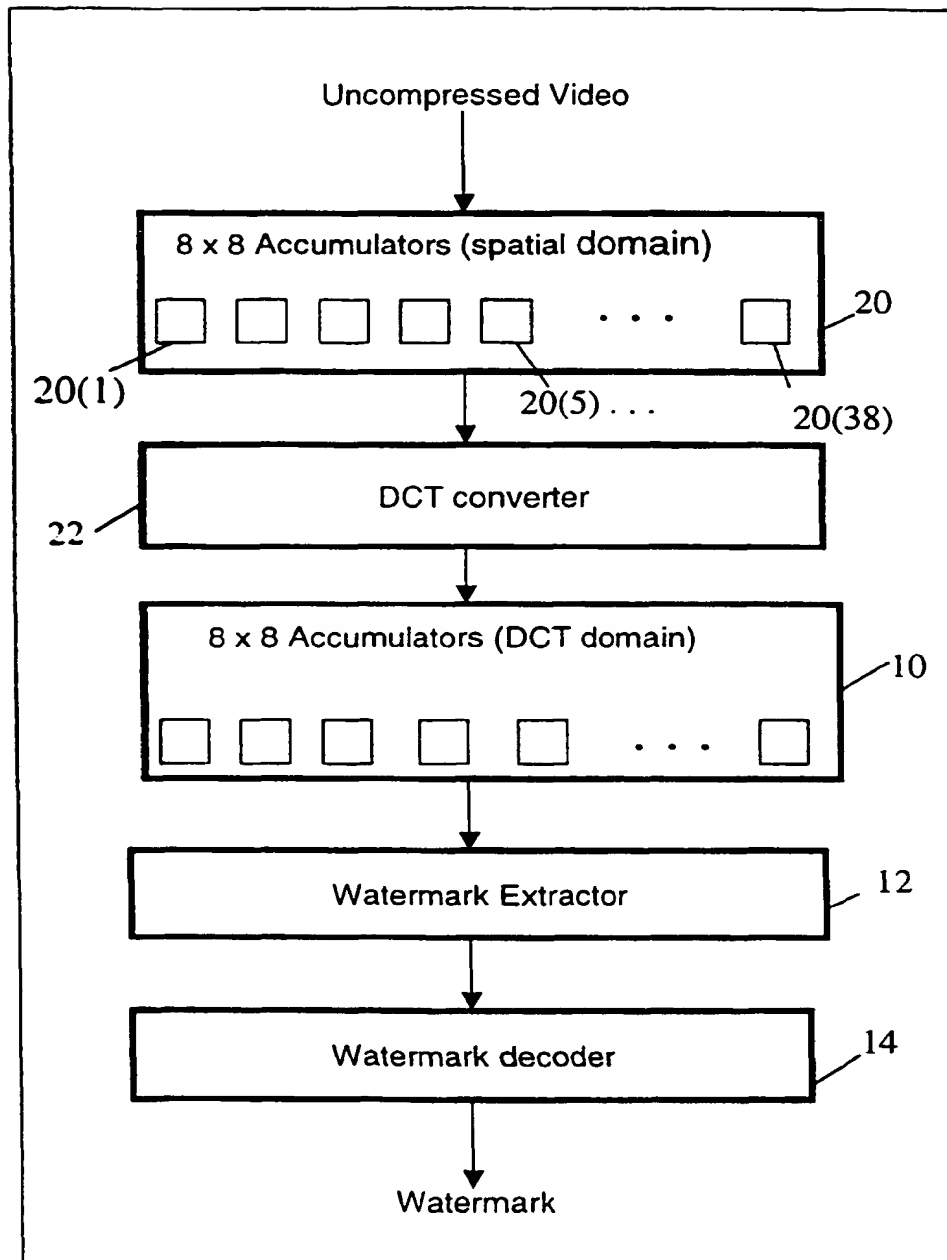 Uncompressed Video
8 x 8 Accumulators (spatial domain)
. . .
20
20(1)
20(5) . . .
20(38)
DCT converter
22
8 x 8 Accumulators (DCT domain)
10
. . .
Watermark Extractor
12
Watermark decoder
14
Watermark